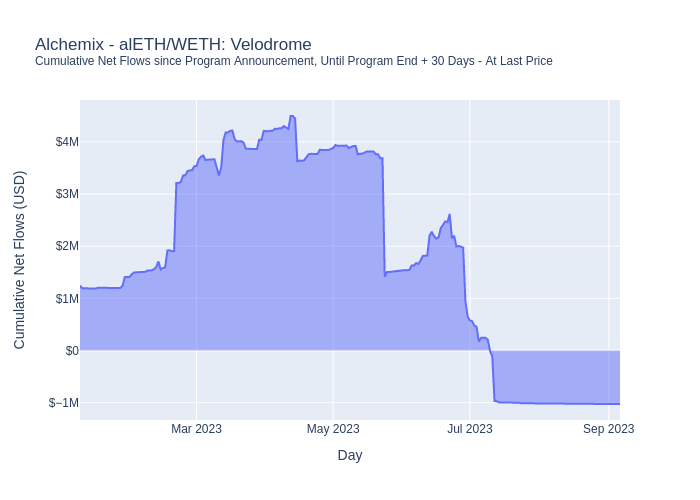 Alchemix - alETH/WETH: Velodrome
Cumulative Net Flows since Program Announcement, Until Program End + 30 Days - At Last Price
Cumulative Net Flows (USD)
$4M
$3M
$2M
$1M
$0
$−1M
Mar 2023
May 2023
Jul 2023
Sep 2023
Day